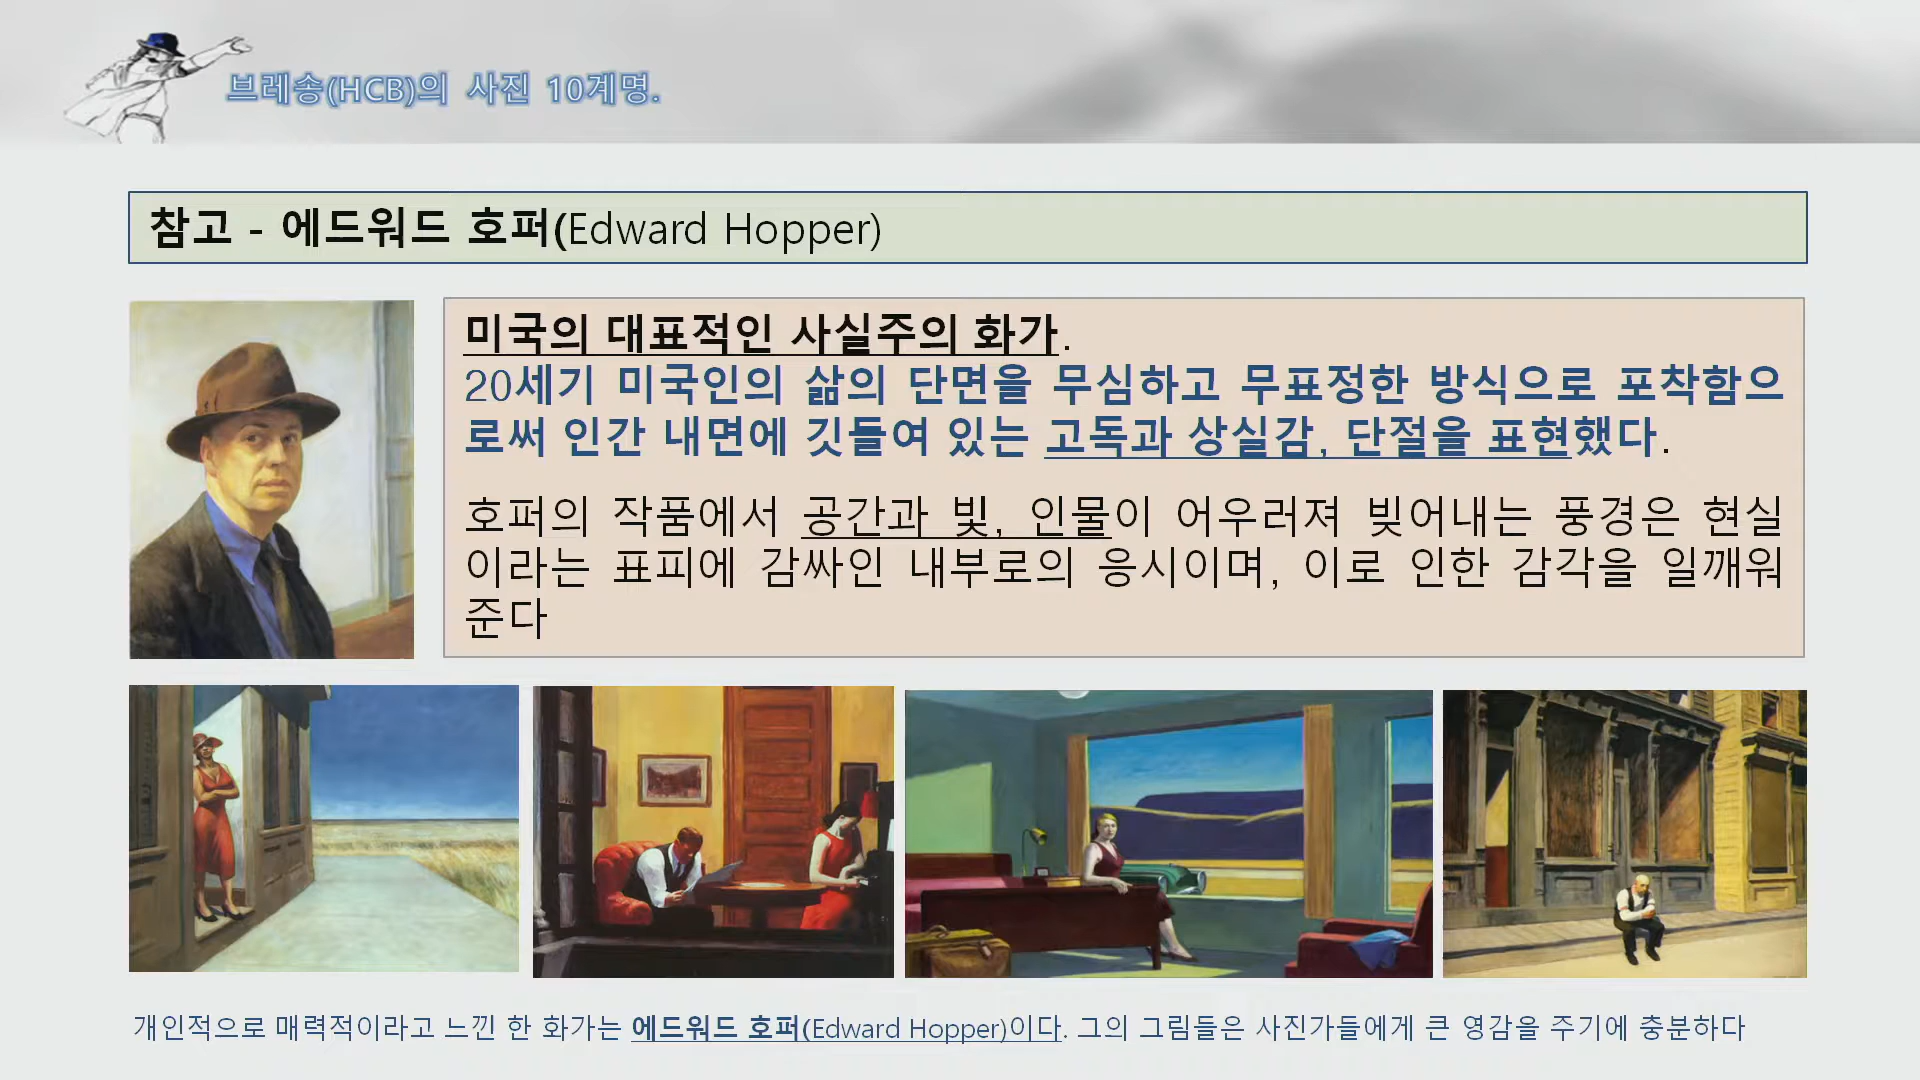 브레송(HCB)의 사진 10계명.
참고 - 에드워드 호퍼(Edward Hopper)
미국의 대표적인 사실주의 화가.
20세기 미국인의 삶의 단면을 무심하고 무표정한 방식으로 포착함으
로써 인간 내면에 깃들여 있는 고독과 상실감, 단절을 표현했다.
호퍼의 작품에서 공간과 빛, 인물이 어우러져 빚어내는 풍경은 현실
이라는 표피에 감싸인 내부로의 응시이며, 이로 인한 감각을 일깨워
준다
개인적으로 매력적이라고 느낀 한 화가는 에드워드 호퍼(Edward Hopper)이다. 그의 그림들은 사진가들에게 큰 영감을 주기에 충분하다